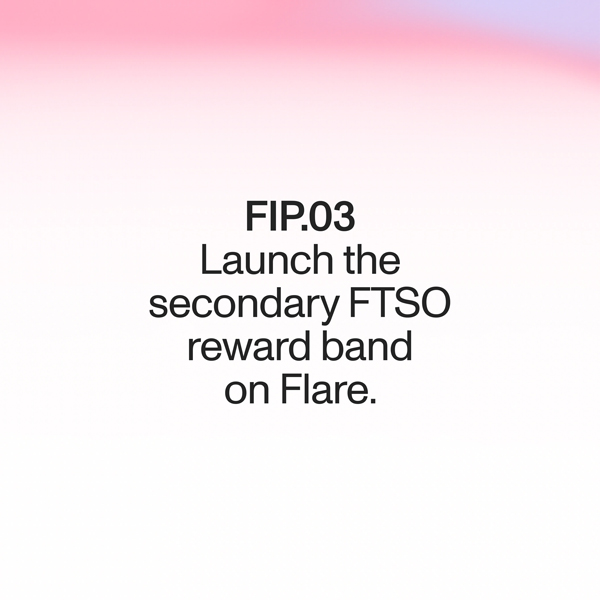 FIP.03
Launch the
secondary FTSO
reward band
on Flare.